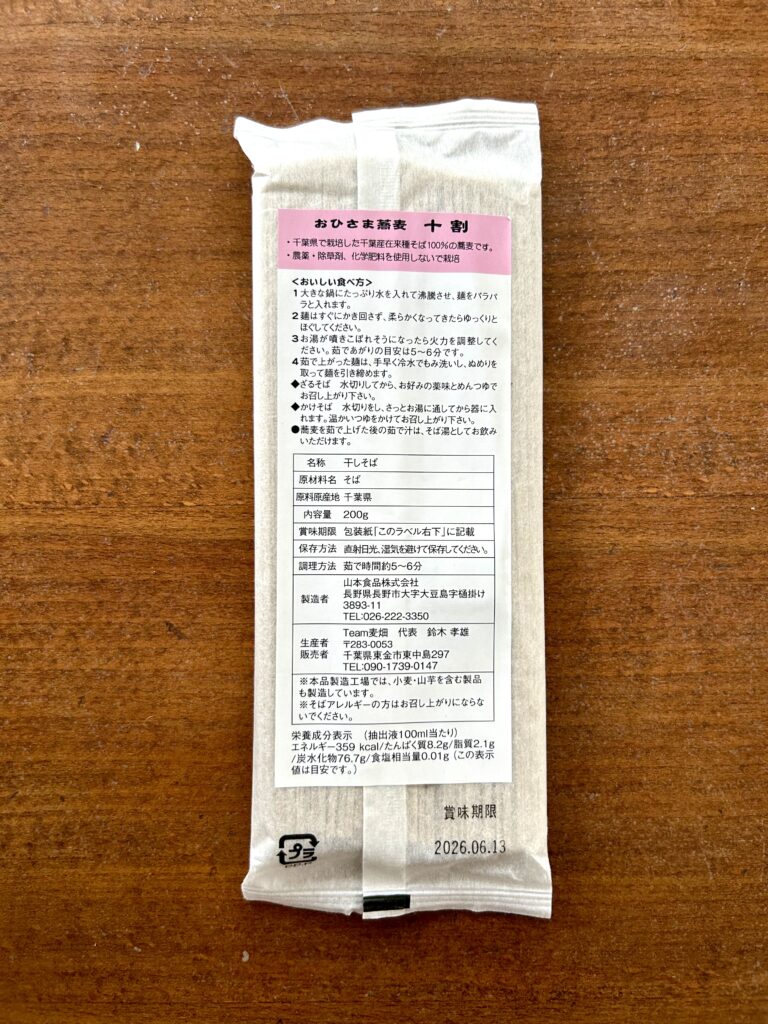 おひさま蕎麦 十割
・千葉県で栽培した千葉産在来種そば100%の蕎麦です。
・農薬・除草剤、化学肥料を使用しないで栽培
<おいしい食べ方>
1 大きな鍋にたっぷり水を入れて沸騰させ、麺をパラパ
ラと入れます。
2 麺はすぐにかき回さず、柔らかくなってきたらゆっくりと
ほぐしてください。
3 お湯が噴きこぼれそうになったら火力を調整してく
ださい。茹であがりの目安は5〜6分です。
4 茹で上がった麺は、手早く冷水でもみ洗いし、ぬめりを
取って麺を引き締めます。
◆ざるそば 水切りしてから、お好みの薬味とめんつゆで
お召し上がり下さい。
◆かけそば 水切りをし、さっとお湯に通してから器に入
れます。温かいつゆをかけてお召し上がり下さい。
●蕎麦を茹で上げた後の茹で汁は、そば湯としてお飲み
いただけます。
名称 干しそば
原材料名 そば
原料原産地 千葉県
内容量 200g
賞味期限 包装紙「このラベル右下」に記載
保存方法 直射日光、湿気を避けて保存してください。
調理方法 茹で時間約5〜6分
製造者 山本食品株式会社
長野県長野市大字大豆島字樋掛け
3893-11
TEL:026-222-3350
生産者 販売者 Team麦畑 代表 鈴木 孝雄
〒283-0053
千葉県東金市東中島297
TEL:090-1739-0147
※本品製造工場では、小麦・山芋を含む製品
も製造しています。
※そばアレルギーの方はお召し上がりにならな
いでください。
栄養成分表示 (抽出液100ml当たり)
エネルギー359 kcal/たんぱく質8.2g/脂質2.1g
/炭水化物76.7g/食塩相当量0.01g (この表示
値は目安です。)
賞味期限
2026.06.13
プラ